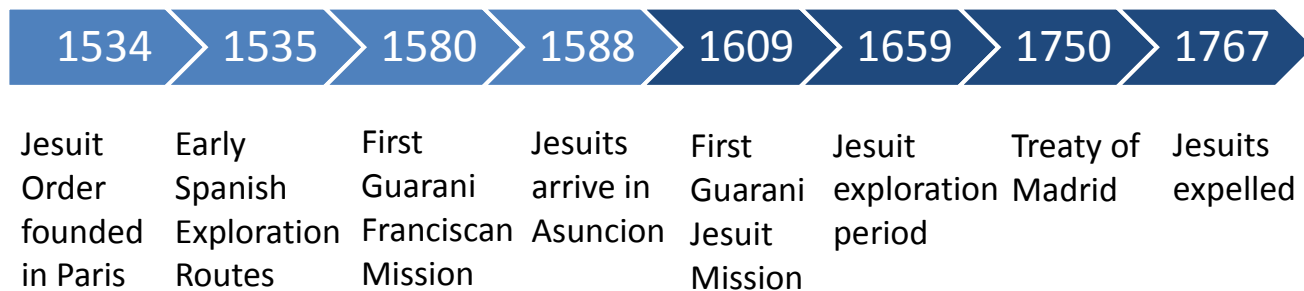 1534 1535 1580 1588 1609 1659 1750 1767
Jesuit
Order
founded
in Paris
Early
Spanish
Exploration
Routes
First
Guarani
Franciscan
Mission
Jesuits
arrive in
Asuncion
First
Guarani
Jesuit
Mission
Jesuit
exploration
period
Treaty of
Madrid
Jesuits
expelled